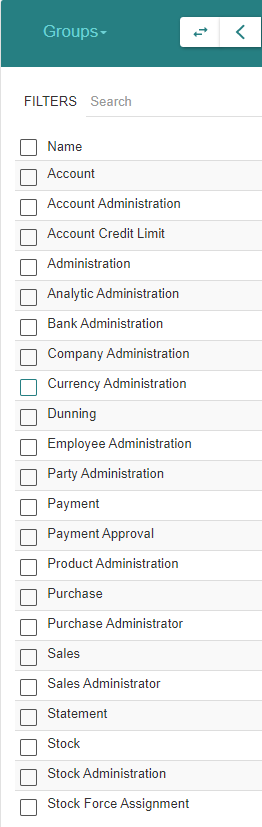 Groups
FILTERS Search
Name
Account
Account Administration
Account Credit Limit
Administration
Analytic Administration
Bank Administration
Company Administration
Currency Administration
Dunning
Employee Administration
Party Administration
Payment
Payment Approval
Product Administration
Purchase
Purchase Administrator
Sales
Sales Administrator
Statement
Stock
Stock Administration
Stock Force Assignment